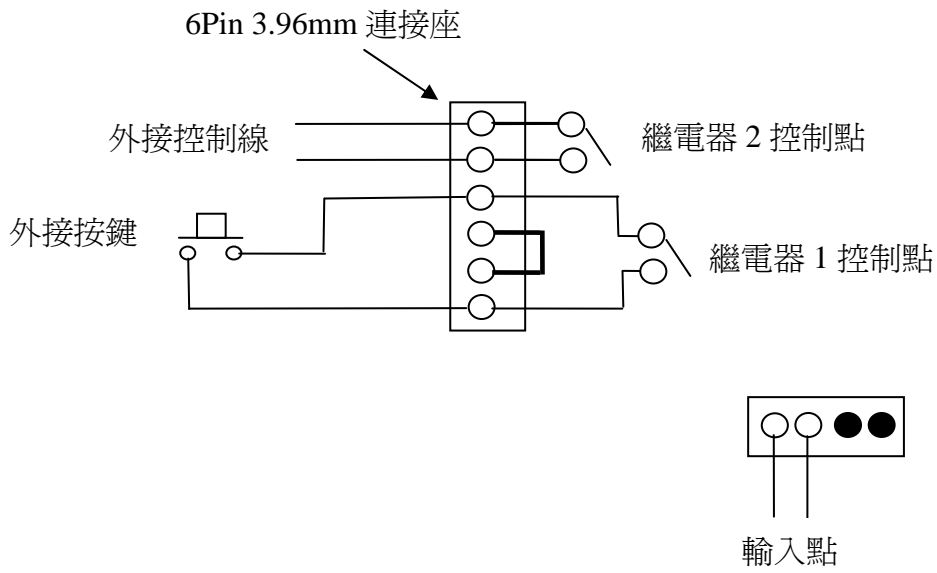 6Pin 3.96mm 連接座
外接控制線
繼電器 2 控制點
外接按鍵
繼電器 1 控制點
輸入點